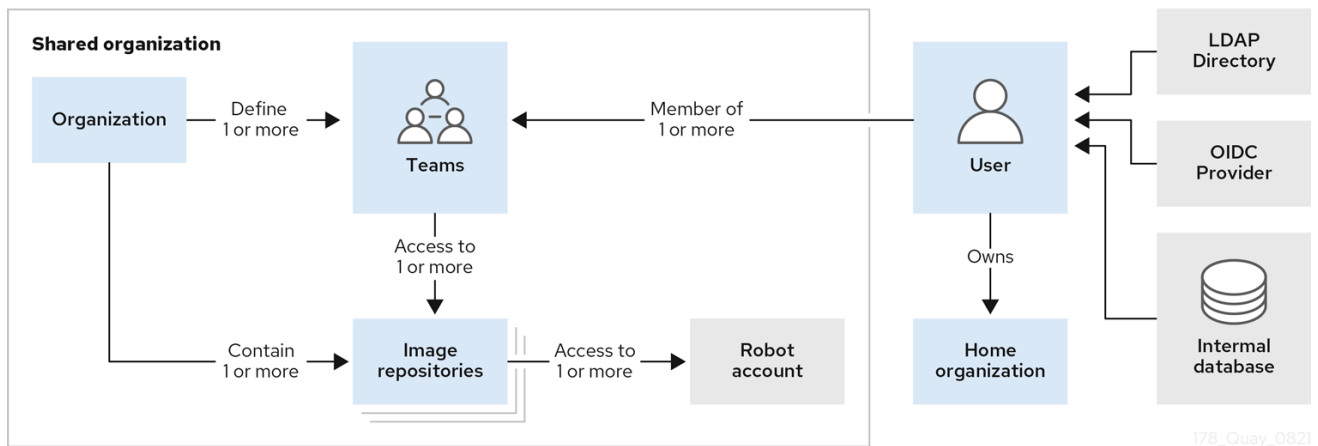 Shared organization
Organization
Define
1 or more
Teams
Member of
1 or more
User
LDAP
Directory
OIDC
Provider
Access to
1 or more
Owns
Contain
1 or more
Image
repositories
Access to
1 or more
Robot
account
Home
organization
Intermal
database
178_Quay_0821